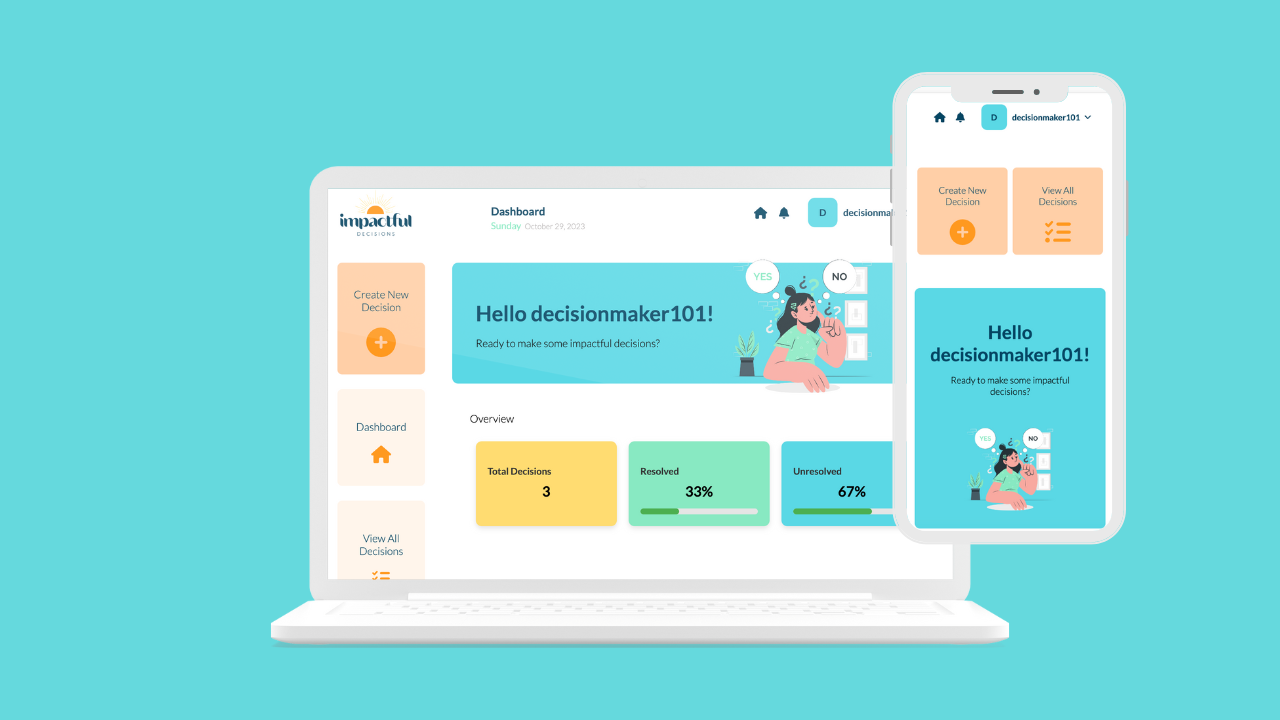 impactful
DECISIONS
Dashboard
Sunday October 29, 2023
D
decisionma
Create New
Decision
Dashboard
View All
Decisions
Hello decisionmaker101!
Ready to make some impactful decisions?
YES
NO
Overview
Total Decisions
3
Resolved
33%
Unresolved
67%
D
decisionmaker101
Create New
Decision
View All
Decisions
Hello
decisionmaker101!
Ready to make some impactful
decisions?
YES
NO